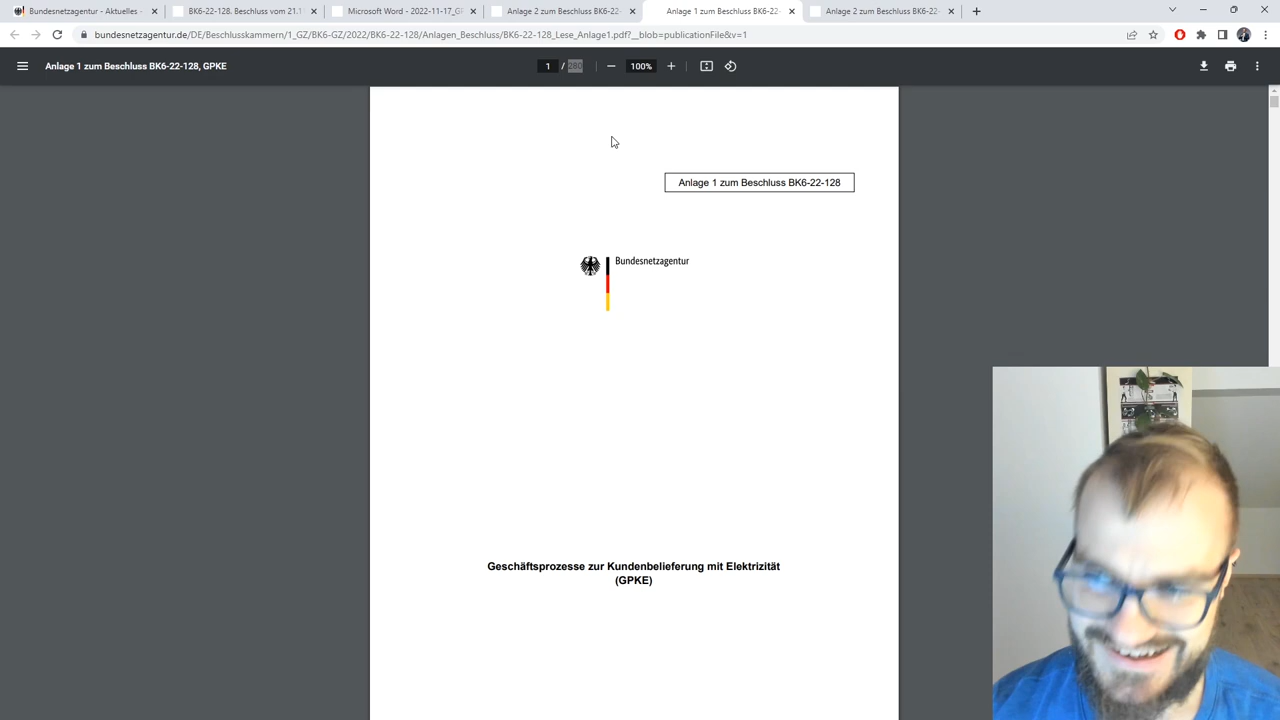 Bundesnetzagentur - Aktuelles -
BK6-22-128. Beschluss vom 21.1
Microsoft Word - 2022-11-17_G
Anlage 2 zum Beschluss BK6-22-
Anlage 1 zum Beschluss BK6-22-
Anlage 2 zum Beschluss BK6-22-
bundesnetzagentur.de/DE/Beschlusskammern/1_GZ/BK6-GZ/2022/BK6-22-128/Anlagen_Beschluss/BK6-22-128_Lese_Anlage1.pdf?__blob=publicationFile&v=1
Anlage 1 zum Beschluss BK6-22-128, GPKE
1 / 280
100%
Anlage 1 zum Beschluss BK6-22-128
Bundesnetzagentur
Geschäftsprozesse zur Kundenbelieferung mit Elektrizität
(GPKE)